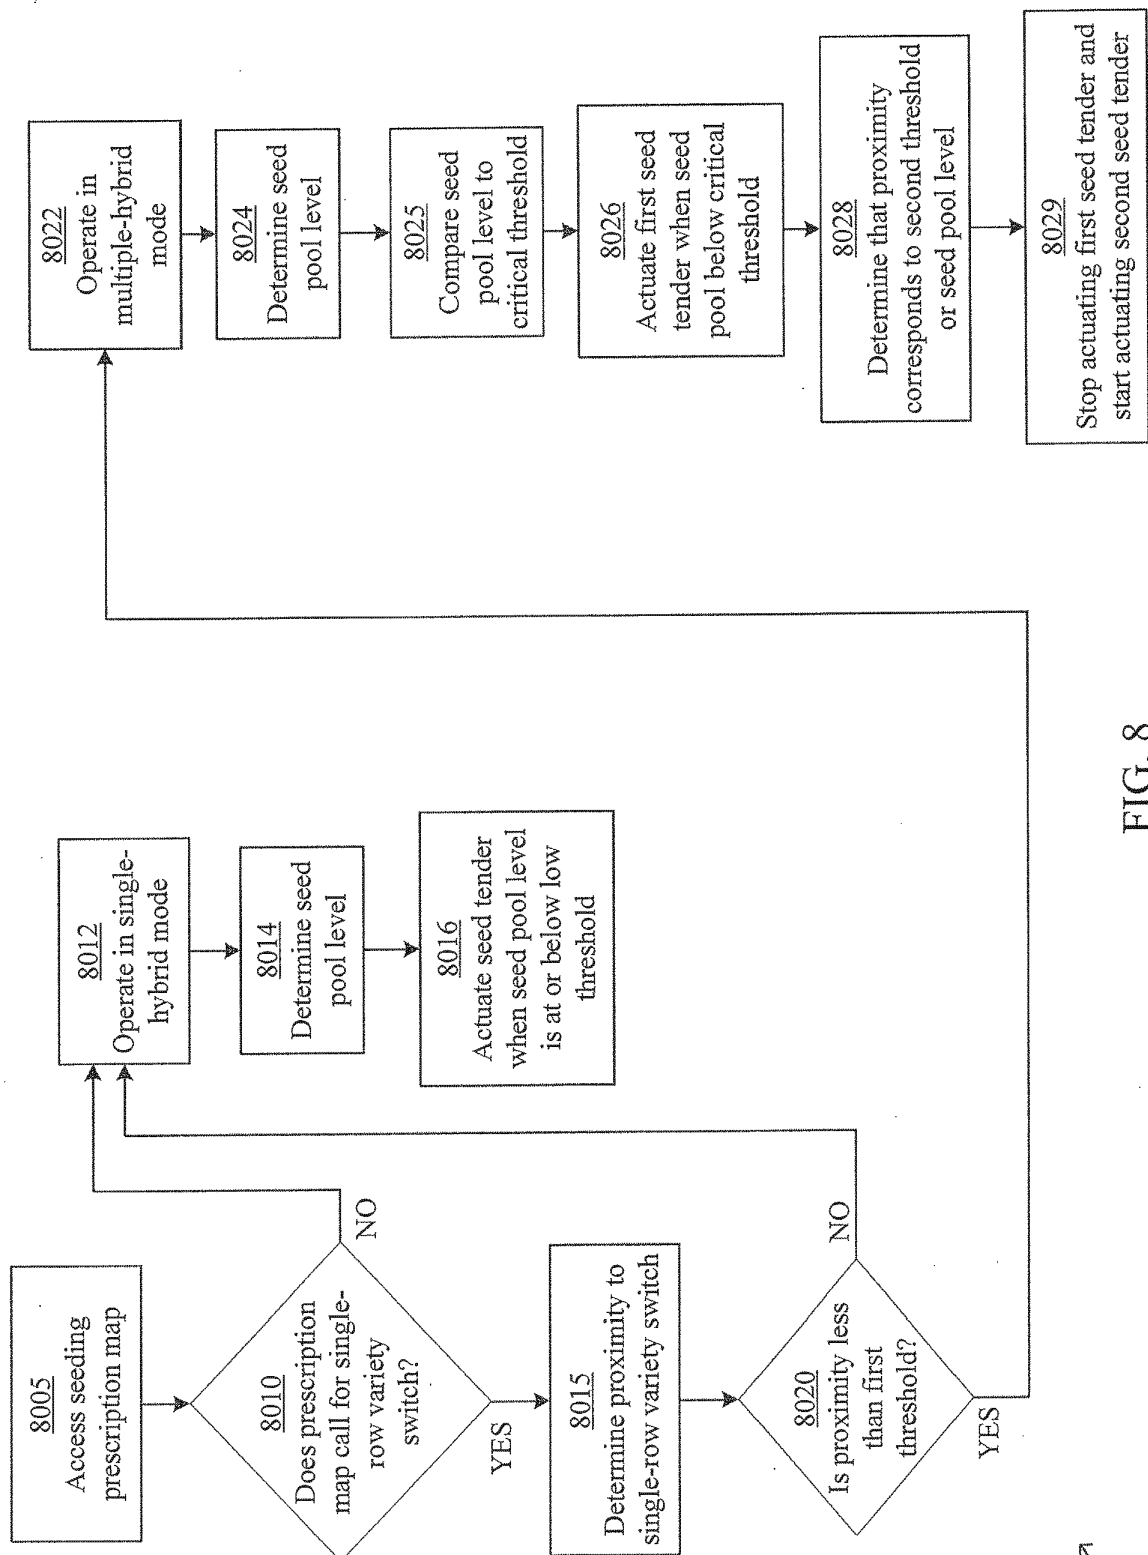 8005
Access seeding
prescription map
8010
Does prescription
map call for single-
row variety
switch?
NO
YES
8015
Determine proximity to
single-row variety switch
8020
Is proximity less
than first
threshold?
NO
YES
8012
Operate in single-
hybrid mode
8014
Determine seed
pool level
8016
Actuate seed tender
when seed pool level
is at or below low
threshold
8022
Operate in
multiple-hybrid
mode
8024
Determine seed
pool level
8025
Compare seed
pool level to
critical threshold
8026
Actuate first seed
tender when seed
pool below critical
threshold
8028
Determine that proximity
corresponds to second threshold
or seed pool level
8029
Stop actuating first seed tender and
start actuating second seed tender
FIG. 8